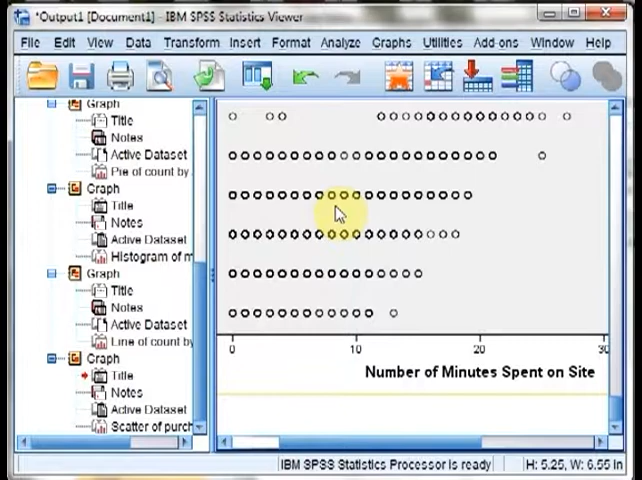 *Output1 [Document1] - IBM SPSS Statistics Viewer
File Edit View Data Transform Insert Format Analyze Graphs Utilities Add-ons Window Help
Graph
Title
Notes
Active Dataset
Pie of count by
Graph
Title
Notes
Active Dataset
Histogram of m
Graph
Title
Notes
Active Dataset
Line of count by
Graph
Title
Notes
Active Dataset
Scatter of purch
0 10 20 30
Number of Minutes Spent on Site
IBM SPSS Statistics Processor is ready H: 5.25, W: 6.55 in